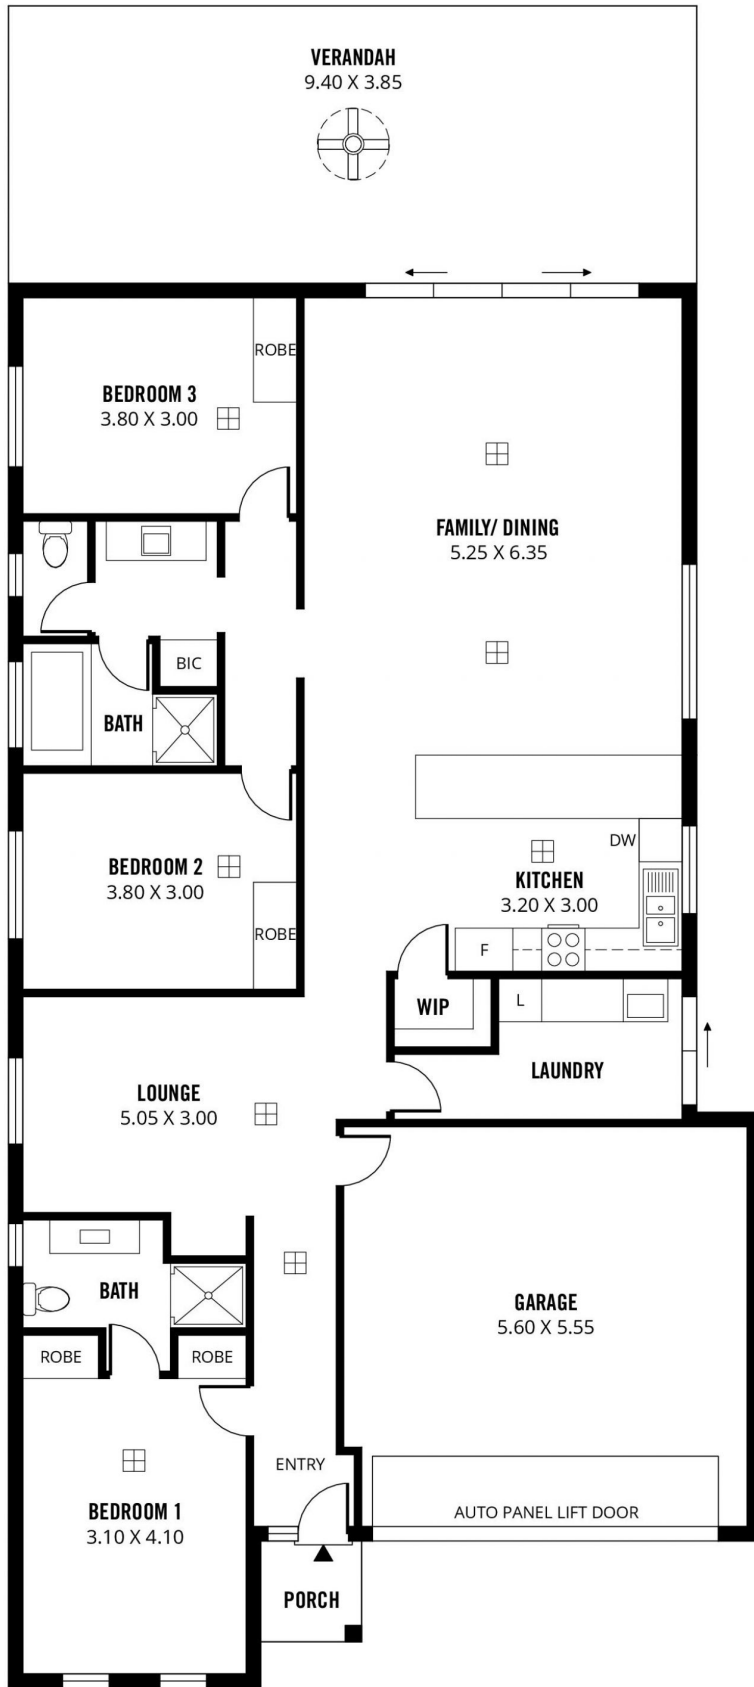 VERANDAH
9.40 X 3.85
ROBE
BEDROOM 3
3.80 X 3.00
FAMILY/ DINING
5.25 X 6.35
BIC
BATH
BEDROOM 2
3.80 X 3.00
ROBE
DW
KITCHEN
3.20 X 3.00
F
WIP
L
LAUNDRY
LOUNGE
5.05 X 3.00
BATH
GARAGE
5.60 X 5.55
ROBE
ROBE
ENTRY
BEDROOM 1
3.10 X 4.10
AUTO PANEL LIFT DOOR
PORCH